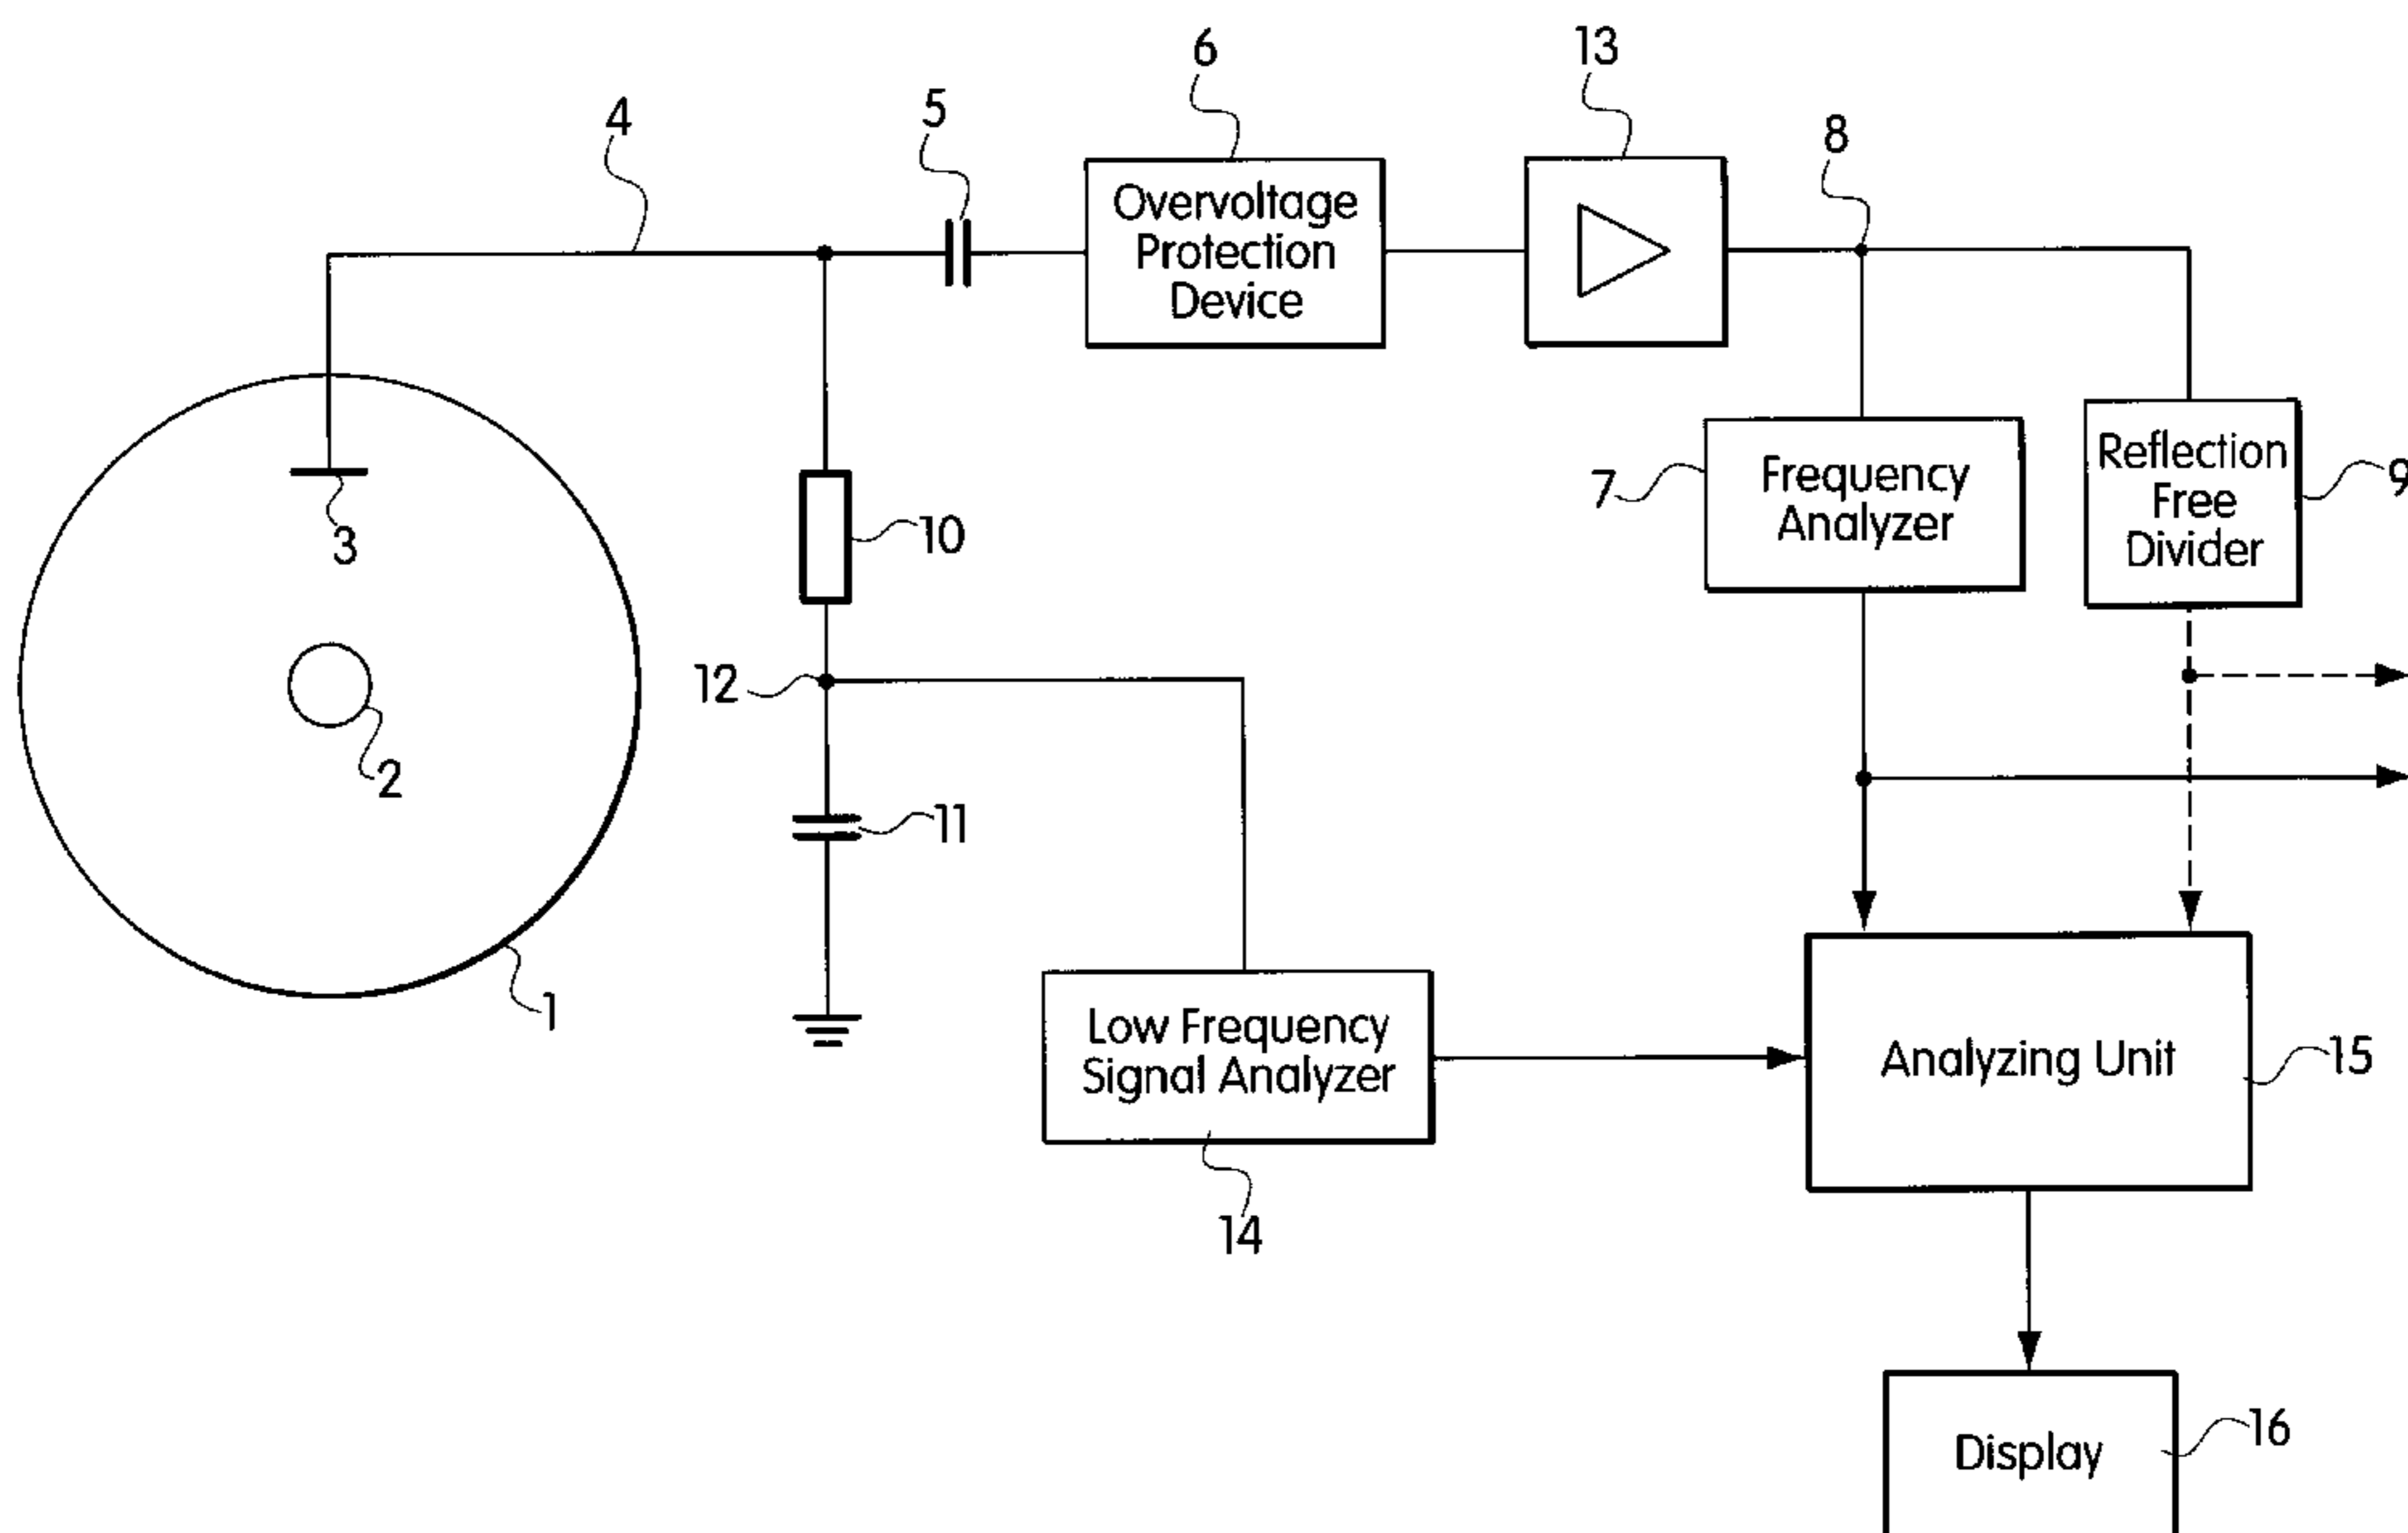 6
13
4
5
8
Overvoltage
Protection
Device
Reflection
Free
Divider
9
7
Frequency
Analyzer
3
10
12
2
11
1
Low Frequency
Signal Analyzer
Analyzing Unit
15
14
Display
16